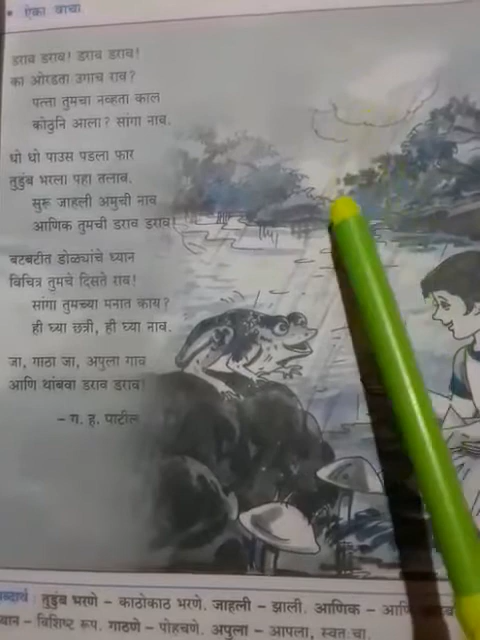 ऐका वाचा
डराव डराव! डराव डराव!
का ओरडता उगाच राव?
पत्ता तुमचा नव्हता काल
कोठुनि आला? सांगा नाव.
धो धो पाउस पडला फार
तुडुंब भरला पहा तलाव,
सुरू जाहली अमुची नाव
आणिक तुमची डराव डराव!
बटबटीत डोळ्यांचे ध्यान
विचित्र तुमचे दिसते राव!
सांगा तुमच्या मनात काय?
ही घ्या छत्री, ही घ्या नाव.
जा, गाठा जा, अपुला गाव
आणि थांबवा डराव डराव!
– ग. ह. पाटील
तुडुंब भरणे – काठोकाठ भरणे. जाहली – झाली. आणिक – आणि
– विशिष्ट रूप. गाठणे – पोहचणे. अपुला – आपला, स्वतःचा.